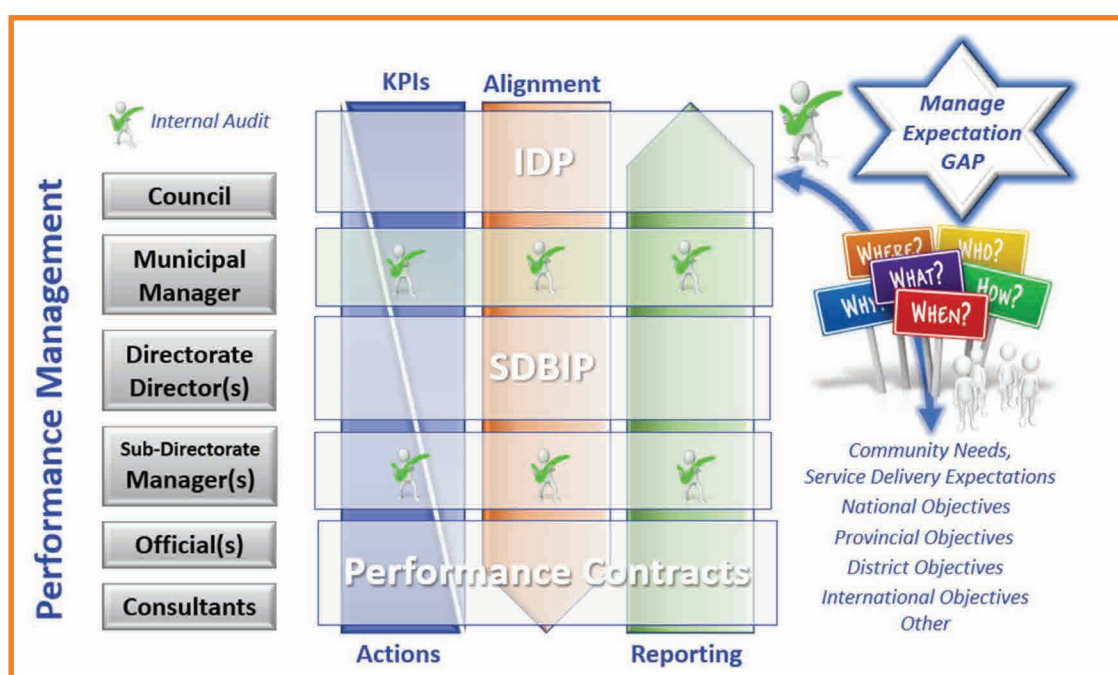 Performance Management
Internal Audit
Council
Municipal
Manager
Directorate
Director(s)
Sub-Directorate
Manager(s)
Official(s)
Consultants
KPIs
Alignment
IDP
SDBIP
Performance Contracts
Actions
Reporting
Manage
Expectation
GAP
WHERE?
WHO?
WHAT?
WHY?
HOW?
WHEN?
Community Needs,
Service Delivery Expectations
National Objectives
Provincial Objectives
District Objectives
International Objectives
Other